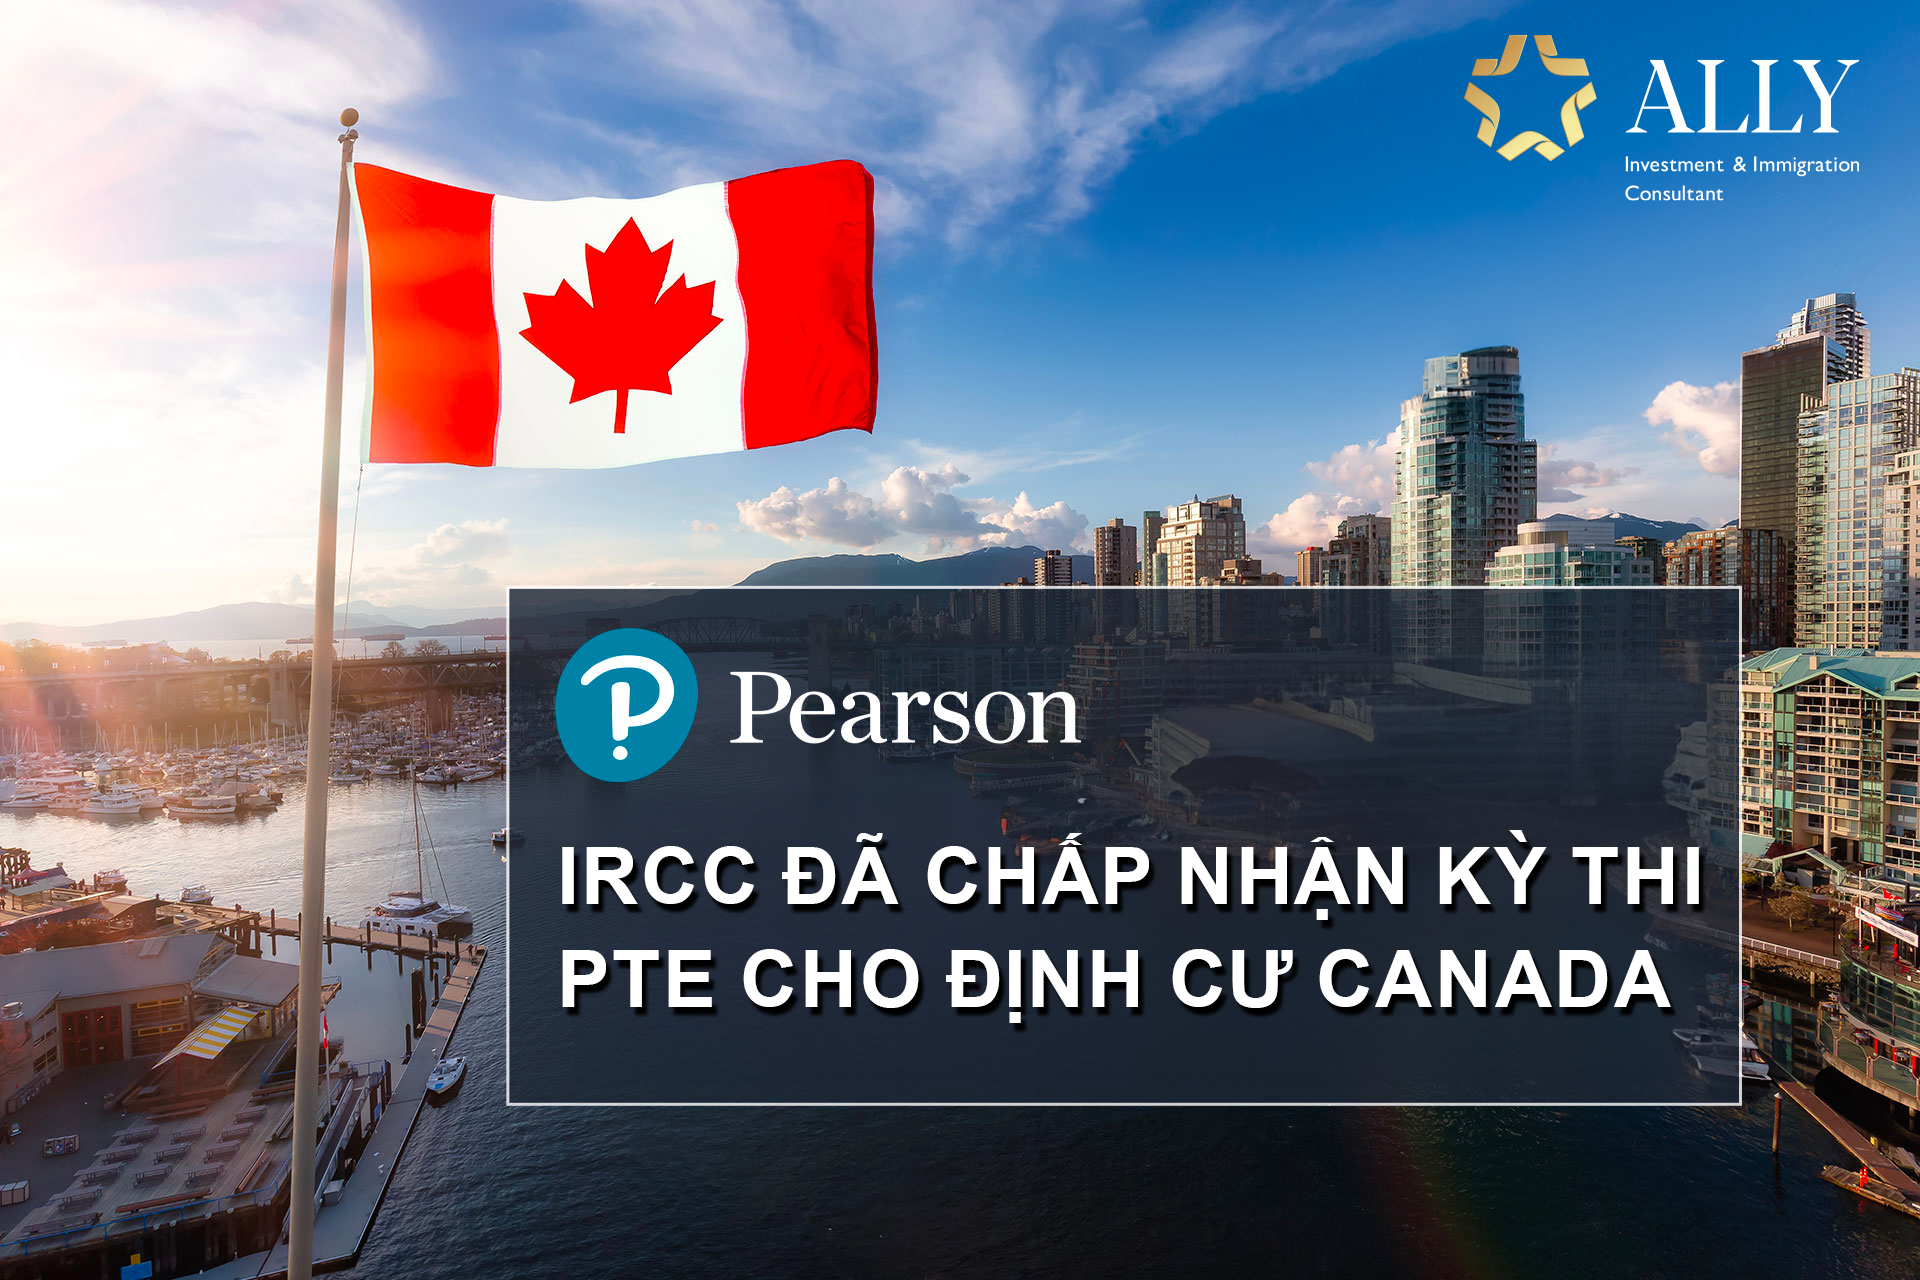 ALLY
Investment & Immigration
Consultant
Pearson
IRCC ĐÃ CHẤP NHẬN KỲ THI
PTE CHO ĐỊNH CƯ CANADA